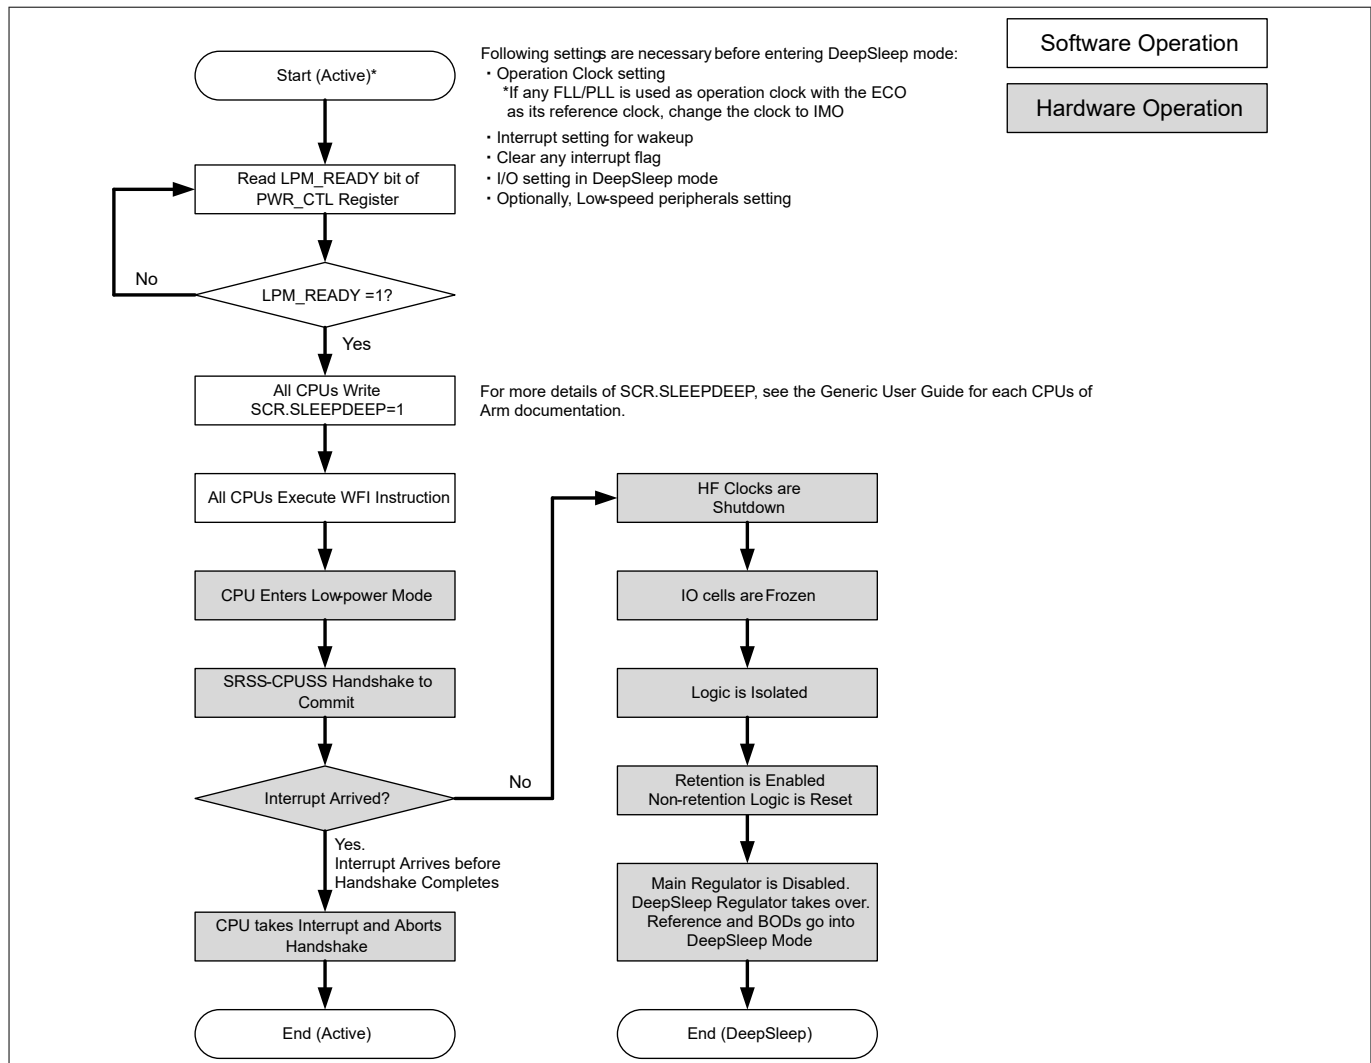 Software Operation
Hardware Operation
Start (Active)*
Following settings are necessary before entering DeepSleep mode:
・Operation Clock setting
*If any FLL/PLL is used as operation clock with the ECO
as its reference clock, change the clock to IMO
・Interrupt setting for wakeup
・Clear any interrupt flag
・I/O setting in DeepSleep mode
・Optionally, Low-speed peripherals setting
Read LPM_READY bit of
PWR_CTL Register
No
LPM_READY =1?
Yes
All CPUs Write
SCR.SLEEPDEEP=1
For more details of SCR.SLEEPDEEP, see the Generic User Guide for each CPUs of
Arm documentation.
All CPUs Execute WFI Instruction
CPU Enters Low-power Mode
SRSS-CPUSS Handshake to
Commit
Interrupt Arrived?
No
Yes.
Interrupt Arrives before
Handshake Completes
CPU takes Interrupt and Aborts
Handshake
End (Active)
HF Clocks are
Shutdown
IO cells are Frozen
Logic is Isolated
Retention is Enabled
Non-retention Logic is Reset
Main Regulator is Disabled.
DeepSleep Regulator takes over.
Reference and BODs go into
DeepSleep Mode
End (DeepSleep)